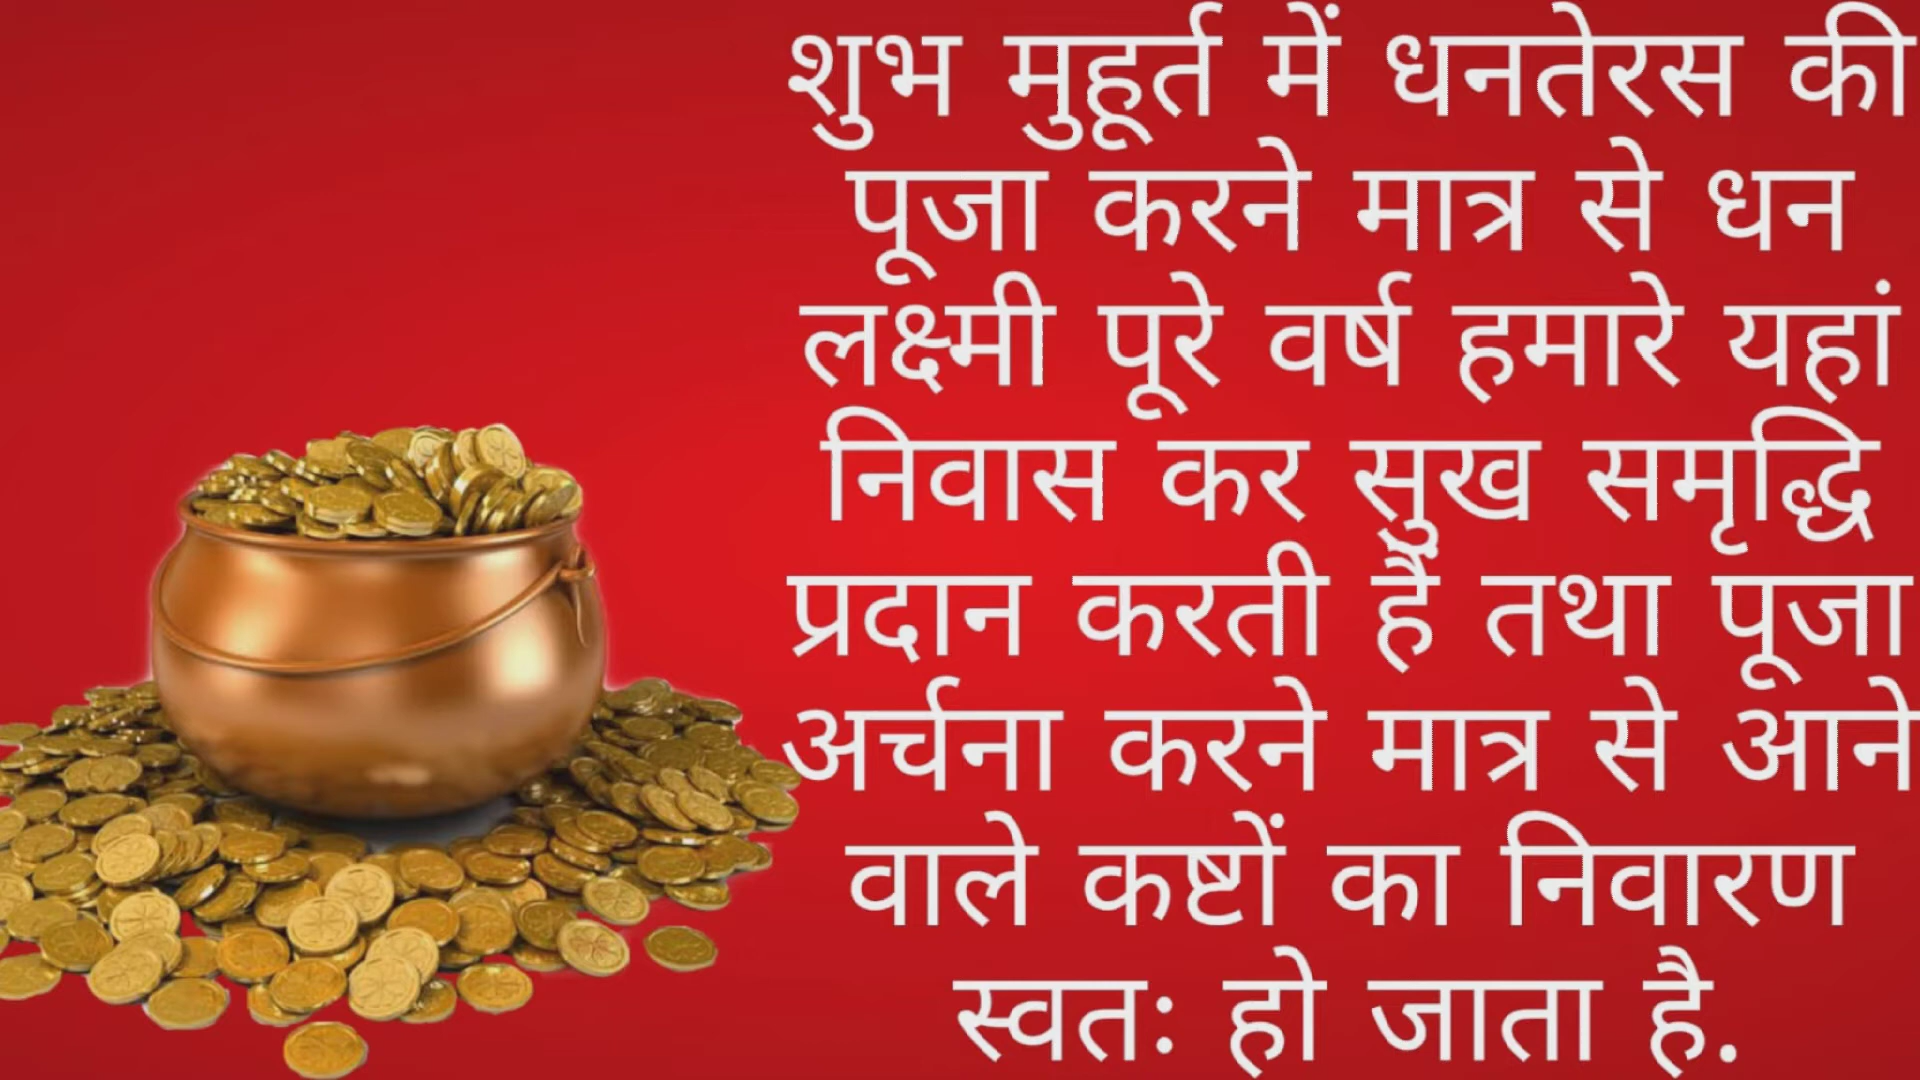 शुभ मुहूर्त में धनतेरस की
पूजा करने मात्र से धन
लक्ष्मी पूरे वर्ष हमारे यहां
निवास कर सुख समृद्धि
प्रदान करती है तथा पूजा
अर्चना करने मात्र से आने
वाले कष्टों का निवारण
स्वतः हो जाता है.